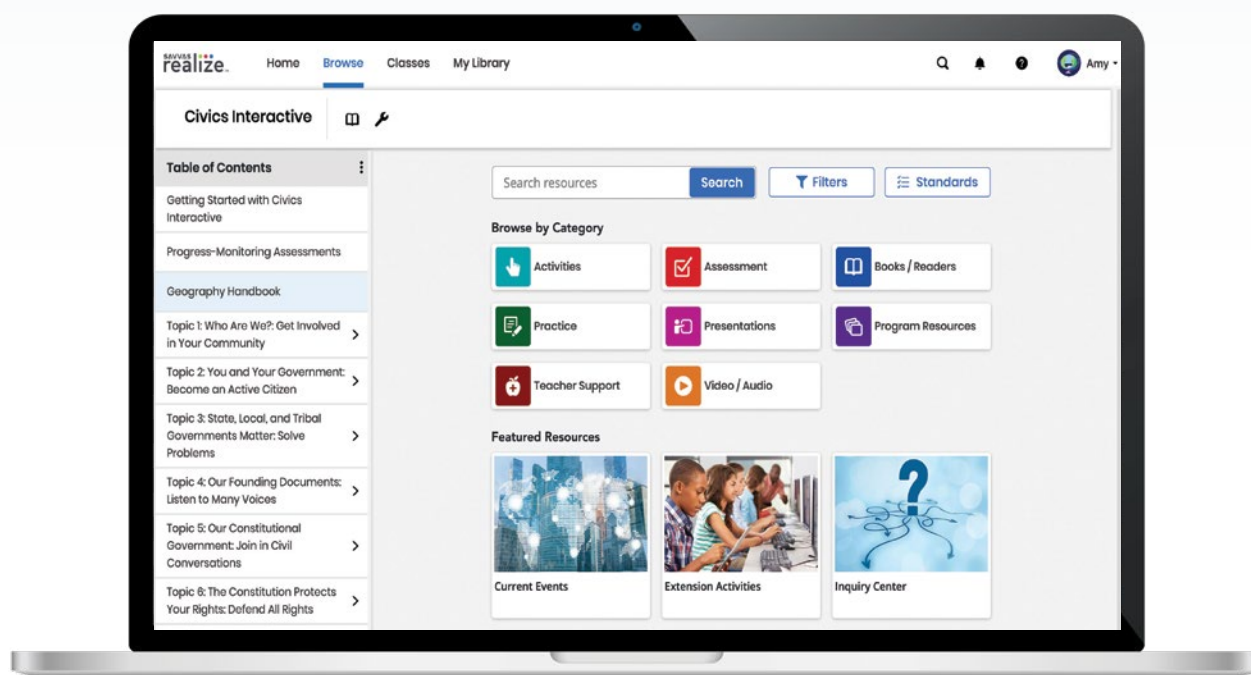 savvas
realize.
Home Browse Classes My Library
Amy
Civics Interactive
Table of Contents
Getting Started with Civics
Interactive
Progress-Monitoring Assessments
Geography Handbook
Topic 1: Who Are We?: Get Involved
in Your Community
Topic 2: You and Your Government:
Become an Active Citizen
Topic 3: State, Local, and Tribal
Governments Matter: Solve
Problems
Topic 4: Our Founding Documents:
Listen to Many Voices
Topic 5: Our Constitutional
Government: Join in Civil
Conversations
Topic 6: The Constitution Protects
Your Rights: Defend All Rights
Search resources
Search
Filters
Standards
Browse by Category
Activities
Assessment
Books / Readers
Practice
Presentations
Program Resources
Teacher Support
Video / Audio
Featured Resources
Current Events
Extension Activities
Inquiry Center